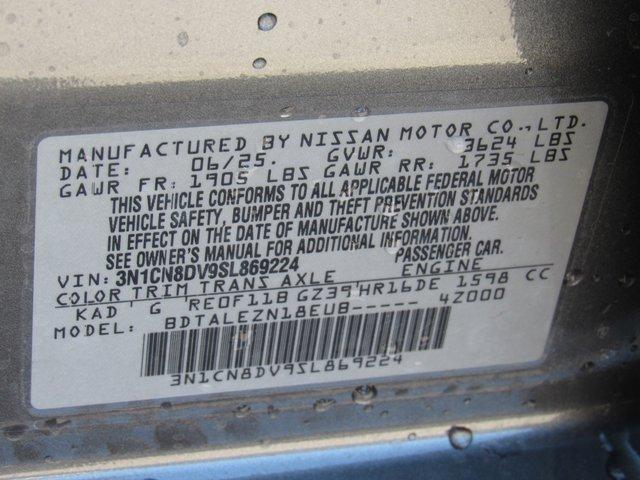 MANUFACTURED BY NISSAN MOTOR CO., LTD.
DATE: 06/25. GVWR: 3624 LBS
GAWR FR: 1905 LBS GAWR RR: 1735 LBS
THIS VEHICLE CONFORMS TO ALL APPLICABLE FEDERAL MOTOR
VEHICLE SAFETY, BUMPER AND THEFT PREVENTION STANDARDS
IN EFFECT ON THE DATE OF MANUFACTURE SHOWN ABOVE.
SEE OWNER'S MANUAL FOR ADDITIONAL INFORMATION.
VIN: 3N1CN8DV9SL869224 PASSENGER CAR.
COLOR TRIM TRANS AXLE ENGINE
KAD G RE0F11B GZ39 HR16DE 1598 CC
MODEL: BDTALEZN18EUB----- 4Z000
3N1CN8DV9SL869224